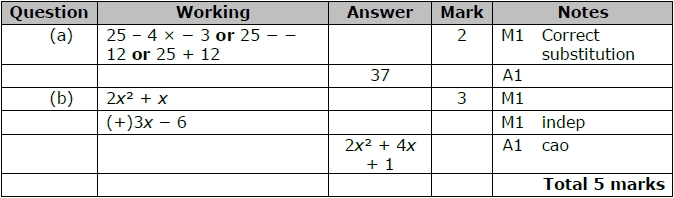 Question Working Answer Mark Notes
(a) 25 – 4 × – 3 or 25 – – 2 M1 Correct
12 or 25 + 12 substitution
37 A1
(b) 2x² + x 3 M1
(+)3x – 6 M1 indep
2x² + 4x A1 cao
+ 1
Total 5 marks